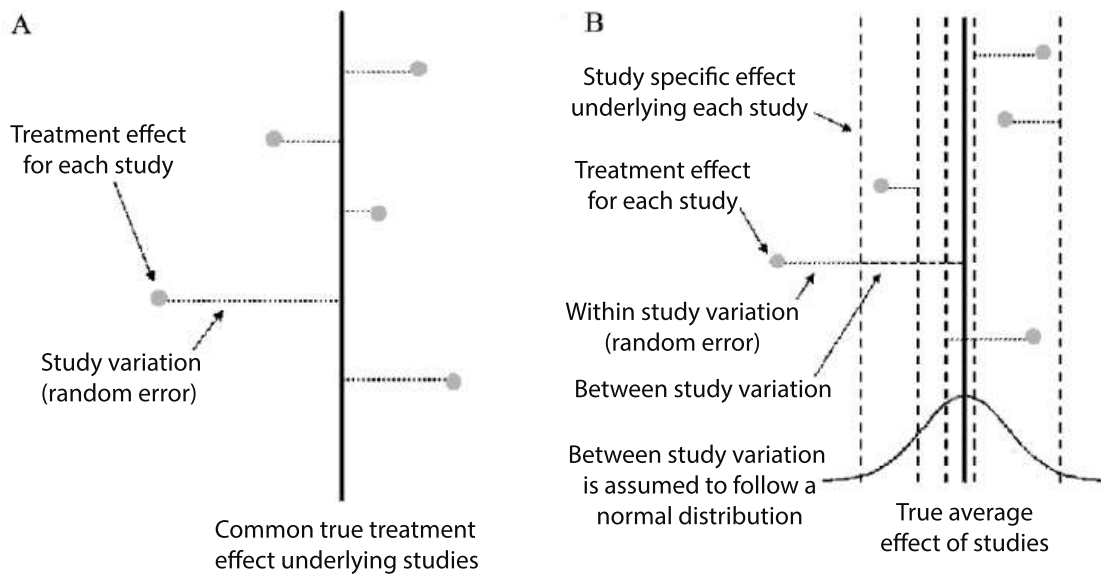 A
Treatment effect
for each study
Study variation
(random error)
Common true treatment
effect underlying studies
B
Study specific effect
underlying each study
Treatment effect
for each study
Within study variation
(random error)
Between study variation
Between study variation
is assumed to follow a
normal distribution
True average
effect of studies